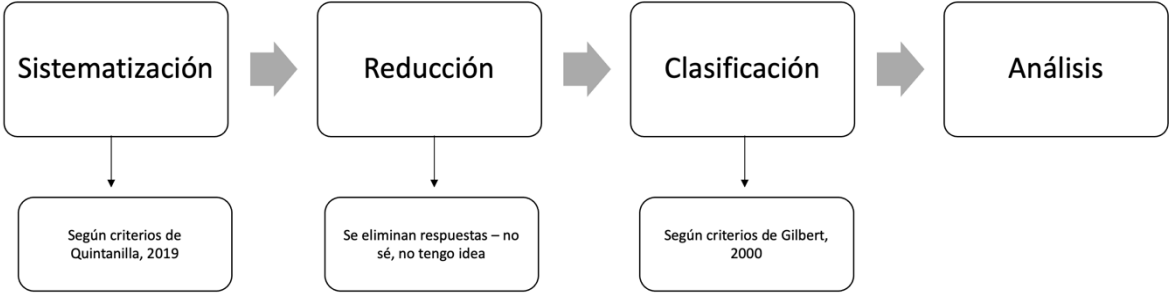 Sistematización
Reducción
Clasificación
Análisis
Según criterios de
Quintanilla, 2019
Se eliminan respuestas – no
sé, no tengo idea
Según criterios de Gilbert,
2000